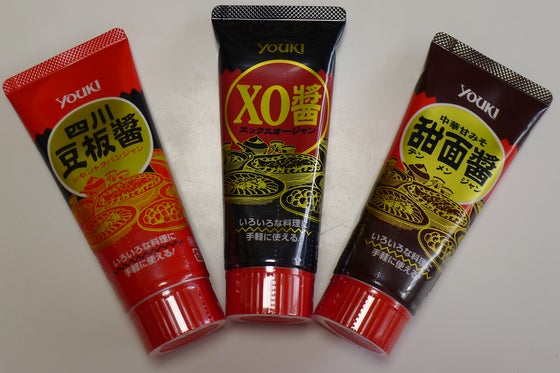 YOUKI
四川
豆板醤
シセントウバンジャン
いろいろな料理に
手軽に使える!
YOUKI
XO醬
エックスオージャン
いろいろな料理に
手軽に使える!
YOUKI
中華甘みそ
甜面醤
テン メン ジャン
いろいろな料理に
手軽に使える!